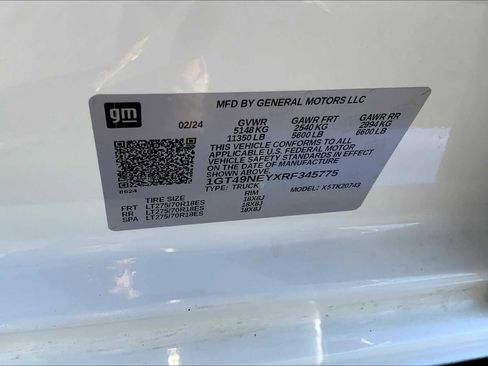 gm
MFD BY GENERAL MOTORS LLC
02/24
GVWR GAWR FRT GAWR RR
5148 KG 2540 KG 2994 KG
11350 LB 5600 LB 6600 LB
THIS VEHICLE CONFORMS TO ALL
APPLICABLE U.S. FEDERAL MOTOR
VEHICLE SAFETY STANDARDS IN EFFECT
ON THE DATE OF MANUFACTURE
SHOWN ABOVE.
1GT49NEYXRF345775
TYPE: TRUCK MODEL: X5TK20743
TIRE SIZE RIM
FRT LT275/70R18ES 18X8J
RR LT275/70R18ES 18X8J
SPA LT275/70R18ES 18X8J